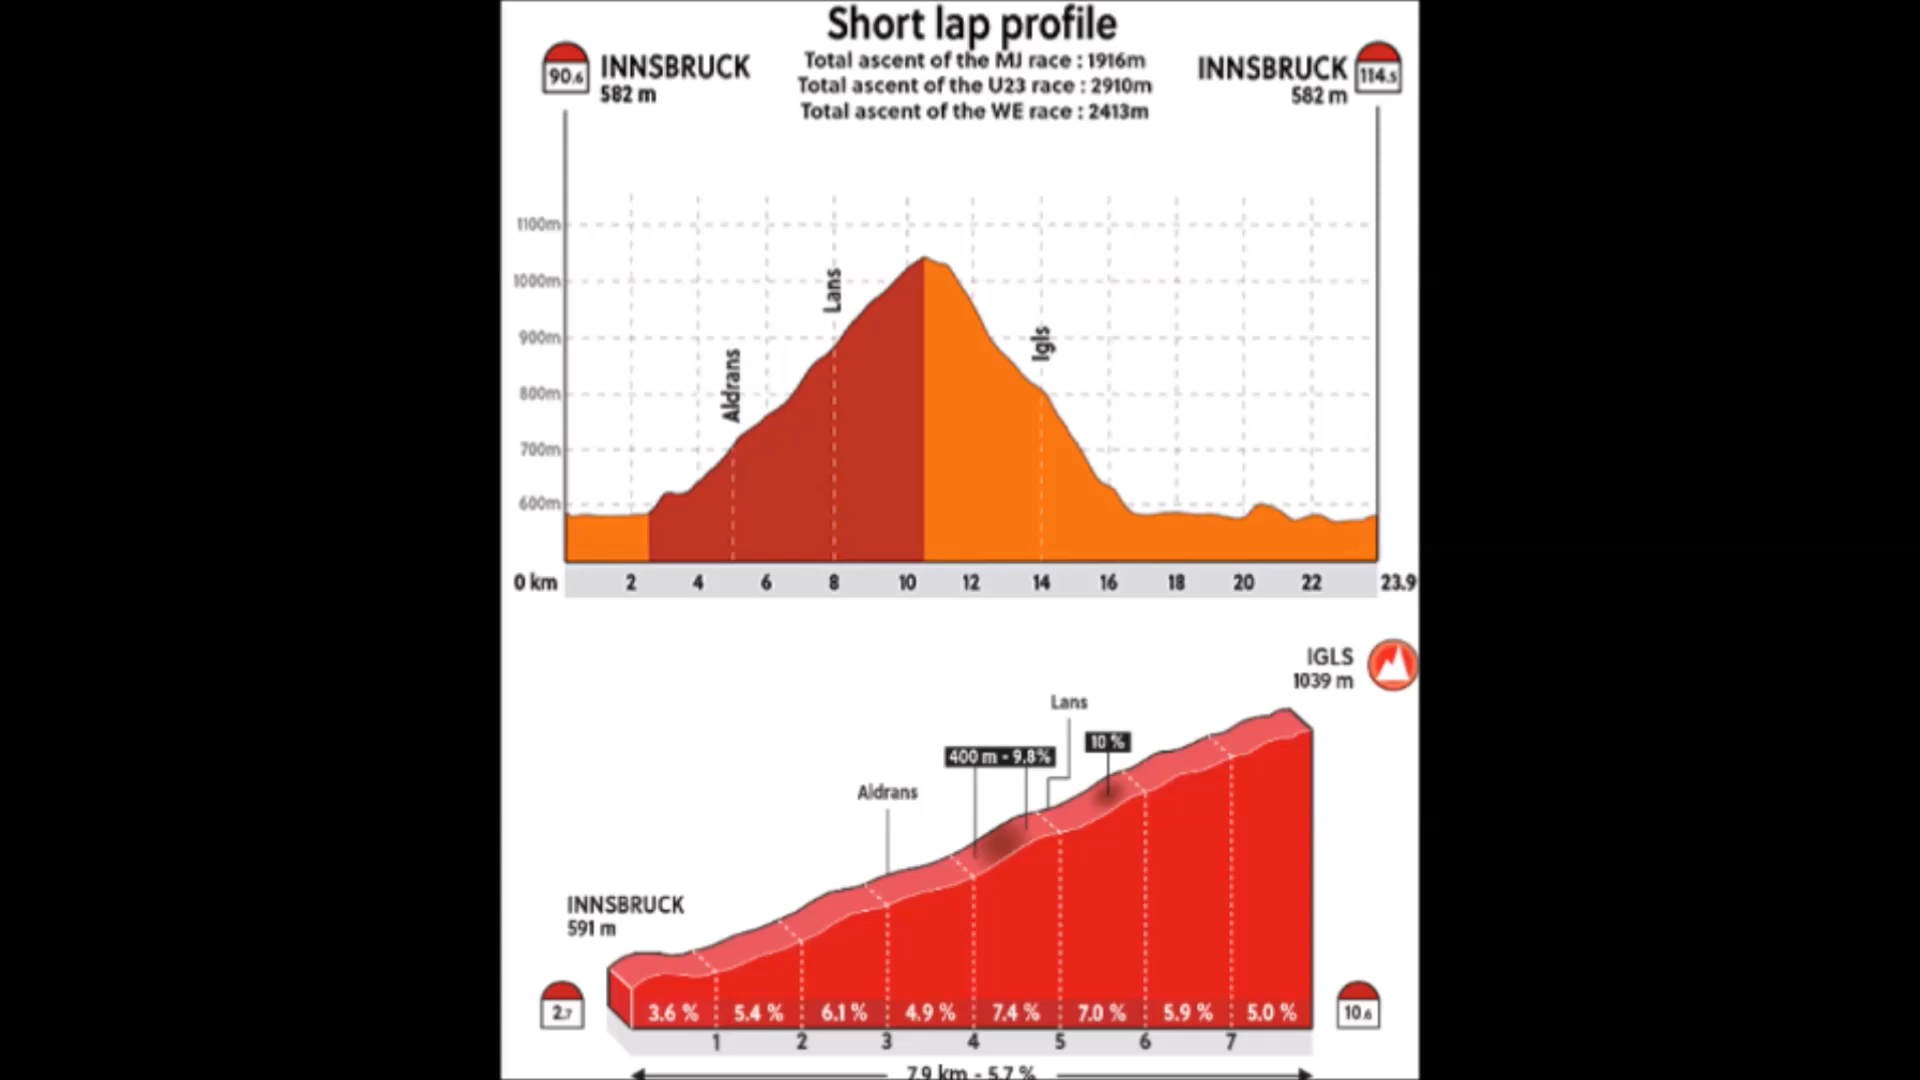 Short lap profile
90.6
INNSBRUCK
582 m
Total ascent of the MJ race : 1916m
Total ascent of the U23 race : 2910m
Total ascent of the WE race : 2413m
INNSBRUCK
582 m
114.5
1100m
1000m
900m
800m
700m
600m
Aldrans
Lans
Igls
0 km 2 4 6 8 10 12 14 16 18 20 22 23.9
IGLS
1039 m
Lans
10 %
400 m - 9.8%
Aldrans
INNSBRUCK
591 m
2.7
3.6 % 5.4 % 6.1 % 4.9 % 7.4 % 7.0 % 5.9 % 5.0 %
10.6
1 2 3 4 5 6 7
7.9 km - 5.7 %